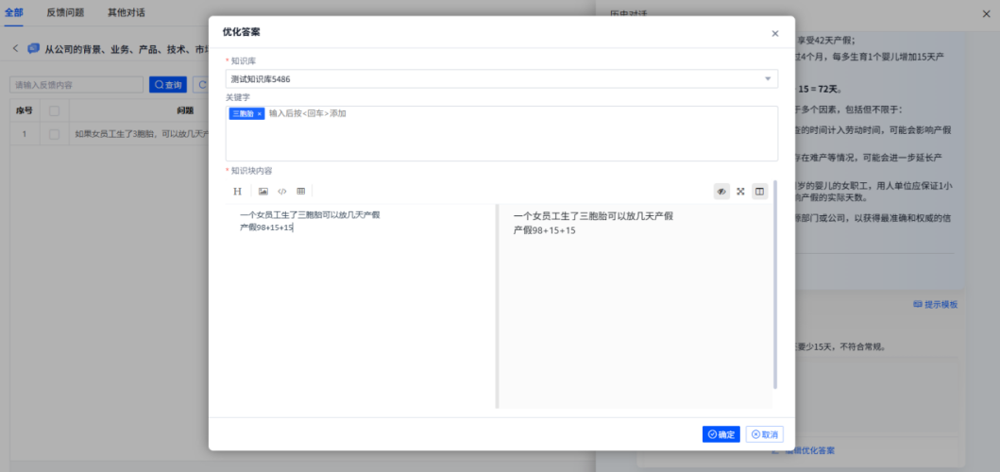 全部 反馈问题 其他对话
历史对话
从公司的背景、业务、产品、技术、市
请输入反馈内容 查询
序号 问题
1 如果女员工生了3胞胎，可以放几天产
优化答案
* 知识库
测试知识库5486
关键字
三胞胎 × 输入后按<回车>添加
* 知识块内容
H
一个女员工生了三胞胎可以放几天产假
产假98+15+15
一个女员工生了三胞胎可以放几天产假
产假98+15+15
确定 取消
享受42天产假；
过4个月，每多生育1个婴儿增加15天产
15 = 72天。
于多个因素，包括但不限于：
的时间计入劳动时间，可能会影响产假
存在难产等情况，可能会进一步延长产
岁的婴儿的女职工，用人单位应保证1小
响产假的实际天数。
部门或公司，以获得最准确和权威的信
提示模板
要少15天，不符合常规。
编辑优化答案